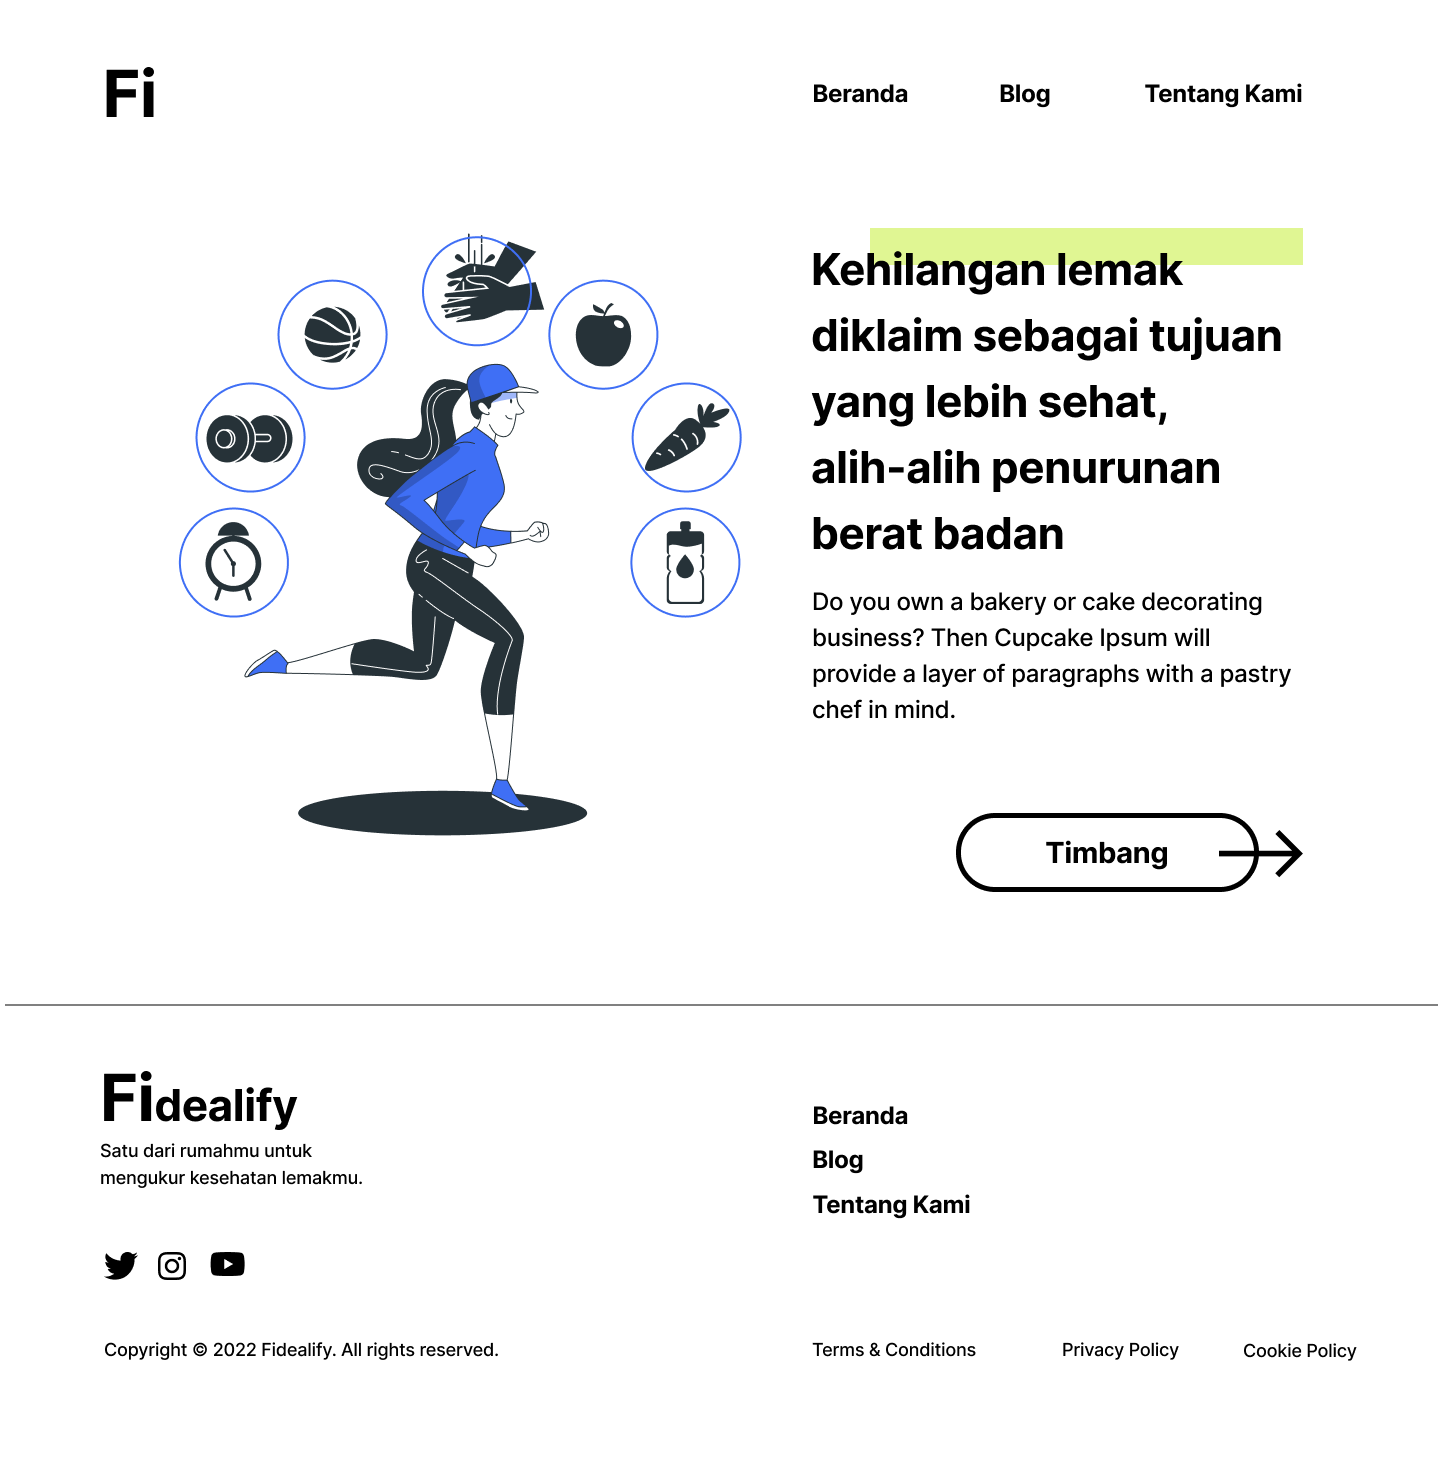 Fi
Beranda
Blog
Tentang Kami
Kehilangan lemak
diklaim sebagai tujuan
yang lebih sehat,
alih-alih penurunan
berat badan
Do you own a bakery or cake decorating
business? Then Cupcake Ipsum will
provide a layer of paragraphs with a pastry
chef in mind.
Timbang
Fidealify
Satu dari rumahmu untuk
mengukur kesehatan lemakmu.
Beranda
Blog
Tentang Kami
Copyright © 2022 Fidealify. All rights reserved.
Terms & Conditions
Privacy Policy
Cookie Policy